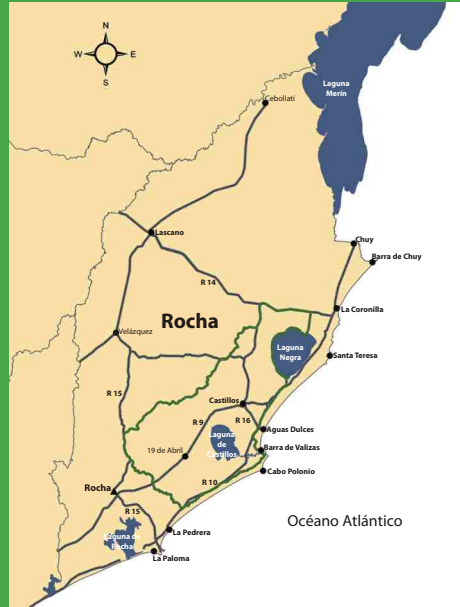 N
W
E
S
Laguna
Merín
Cebollatí
Chuy
Lascano
Barra de Chuy
R 14
La Coronilla
Rocha
Velázquez
Laguna
Negra
Santa Teresa
R 15
Castillos
R 9
R 16
Aguas Dulces
Laguna
de
Castillos
19 de Abril
Barra de Valizas
Cabo Polonio
R 10
Rocha
R 15
Océano Atlántico
La Pedrera
Laguna de
Rocha
La Paloma